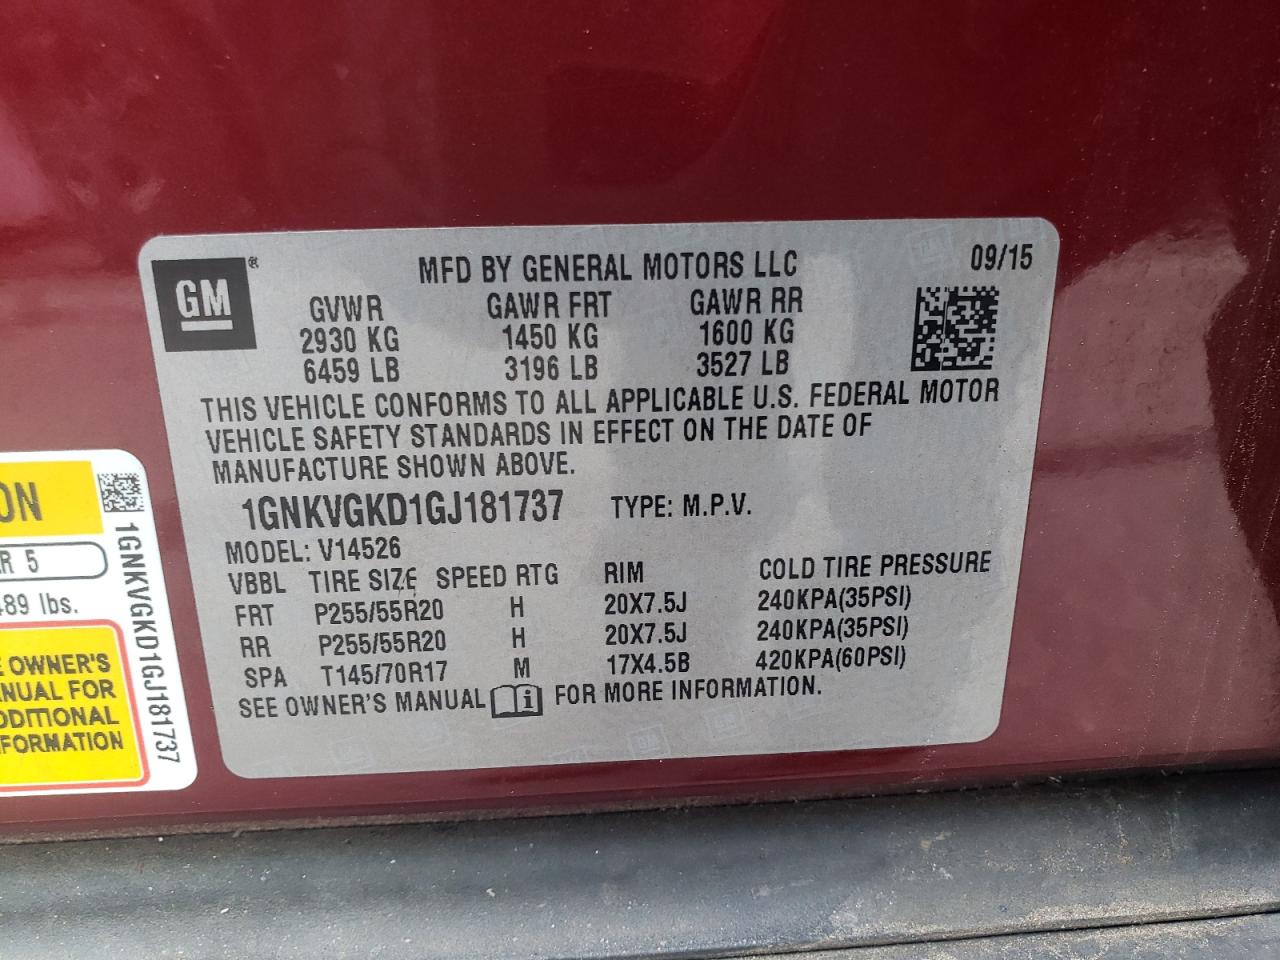 GM®
MFD BY GENERAL MOTORS LLC 09/15
GVWR GAWR FRT GAWR RR
2930 KG 1450 KG 1600 KG
6459 LB 3196 LB 3527 LB
THIS VEHICLE CONFORMS TO ALL APPLICABLE U.S. FEDERAL MOTOR
VEHICLE SAFETY STANDARDS IN EFFECT ON THE DATE OF
MANUFACTURE SHOWN ABOVE.
1GNKVGKD1GJ181737 TYPE: M.P.V.
MODEL: V14526
VBBL TIRE SIZE SPEED RTG RIM COLD TIRE PRESSURE
FRT P255/55R20 H 20X7.5J 240KPA(35PSI)
RR P255/55R20 H 20X7.5J 240KPA(35PSI)
SPA T145/70R17 M 17X4.5B 420KPA(60PSI)
SEE OWNER'S MANUAL i FOR MORE INFORMATION.
ON
R 5
489 lbs.
E OWNER'S
ANUAL FOR
DDITIONAL
FORMATION
1GNKVGKD1GJ181737